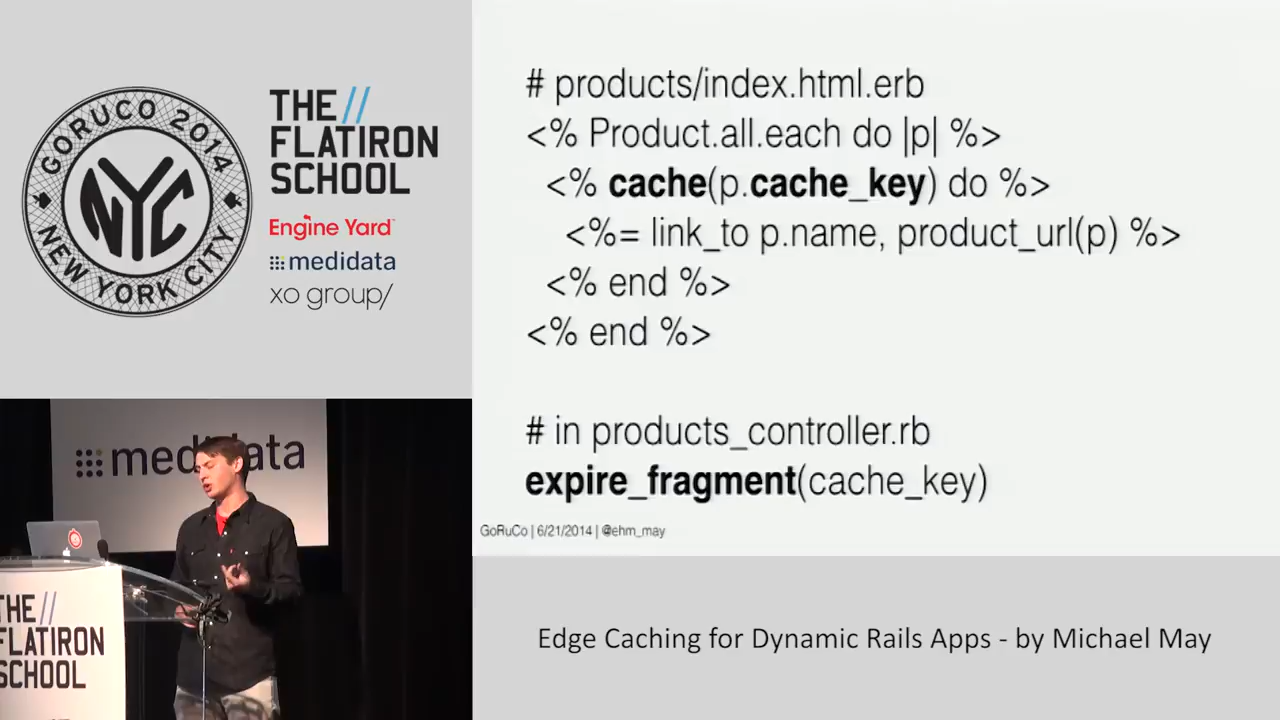 GORUCO 2014
NYC
NEW YORK CITY
THE //
FLATIRON
SCHOOL
Engine Yard
medidata
xo group/
# products/index.html.erb
<% Product.all.each do |p| %>
<% cache(p.cache_key) do %>
<%= link_to p.name, product_url(p) %>
<% end %>
<% end %>
# in products_controller.rb
expire_fragment(cache_key)
GoRuCo | 6/21/2014 | @ehm_may
medidata
THE //
FLATIRON
SCHOOL
Edge Caching for Dynamic Rails Apps - by Michael May